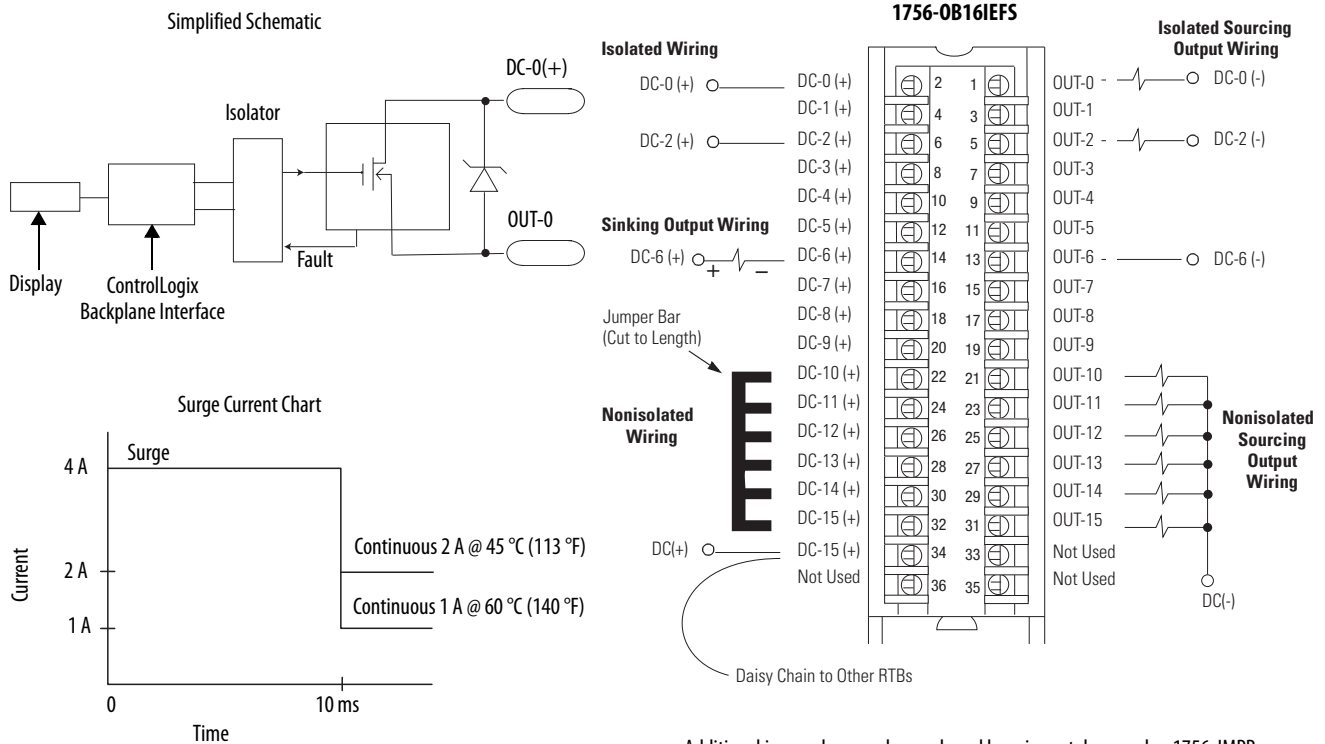 Simplified Schematic
DC-0(+)
Isolator
OUT-0
Fault
Display
ControlLogix
Backplane Interface
Surge Current Chart
4 A
Surge
Continuous 2 A @ 45 °C (113 °F)
2 A
Continuous 1 A @ 60 °C (140 °F)
1 A
Current
0
10 ms
Time
1756-OB16IEFS
Isolated Wiring
Isolated Sourcing
Output Wiring
DC-0 (+) DC-0 (+) 2 1 OUT-0 - DC-0 (-)
DC-1 (+) 4 3 OUT-1
DC-2 (+) DC-2 (+) 6 5 OUT-2 - DC-2 (-)
DC-3 (+) 8 7 OUT-3
DC-4 (+) 10 9 OUT-4
Sinking Output Wiring
DC-5 (+) 12 11 OUT-5
DC-6 (+) + – DC-6 (+) 14 13 OUT-6 - DC-6 (-)
DC-7 (+) 16 15 OUT-7
Jumper Bar
(Cut to Length)
DC-8 (+) 18 17 OUT-8
DC-9 (+) 20 19 OUT-9
DC-10 (+) 22 21 OUT-10
Nonisolated
Wiring
DC-11 (+) 24 23 OUT-11
DC-12 (+) 26 25 OUT-12
DC-13 (+) 28 27 OUT-13
DC-14 (+) 30 29 OUT-14
DC-15 (+) 32 31 OUT-15
Nonisolated
Sourcing
Output
Wiring
DC(+) DC-15 (+) 34 33 Not Used
Not Used 36 35 Not Used
DC(-)
Daisy Chain to Other RTBs